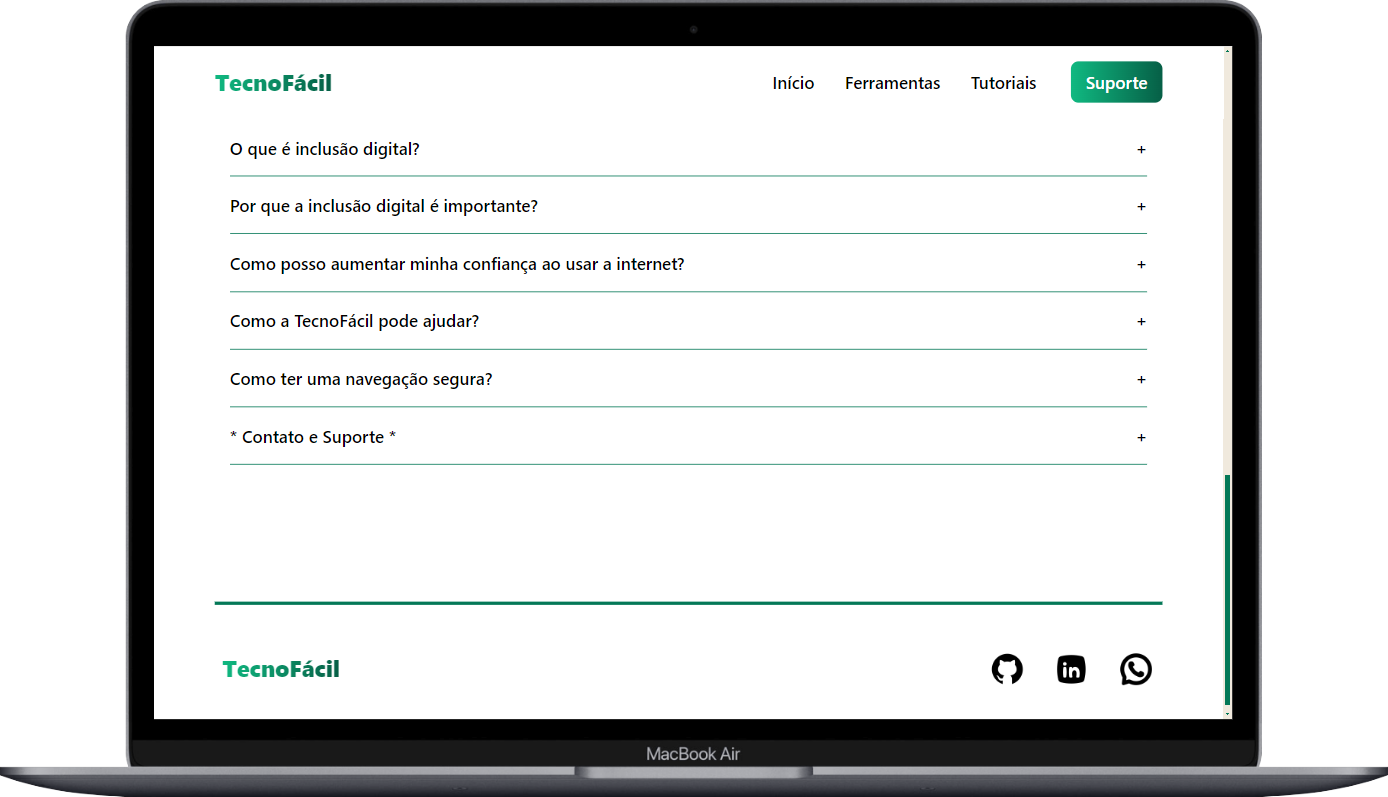 TecnoFácil
Início Ferramentas Tutoriais Suporte
O que é inclusão digital? +
Por que a inclusão digital é importante? +
Como posso aumentar minha confiança ao usar a internet? +
Como a TecnoFácil pode ajudar? +
Como ter uma navegação segura? +
* Contato e Suporte * +
TecnoFácil
in
MacBook Air